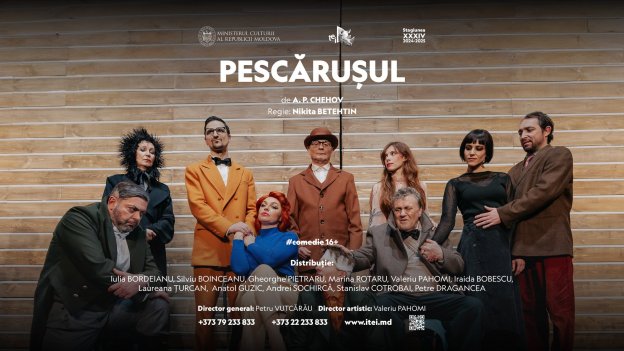 MINISTERUL CULTURII
AL REPUBLICII MOLDOVA
Stagiunea
XXXIV
2024-2025
PESCĂRUȘUL
de A. P. CHEHOV
Regie: Nikita BETEHTIN
#comedie 16+
Distribuție:
Iulia BORDEIANU, Silviu BOINCEANU, Gheorghe PIETRARU, Marina ROTARU, Valeriu PAHOMI, Iraida BOBESCU,
Laureana ȚURCAN, Anatol GUZIC, Andrei SOCHIRCĂ, Stanislav COTROBAI, Petre DRAGANCEA
Director general: Petru VUTCĂRĂU Director artistic: Valeriu PAHOMI
+373 79 233 833 +373 22 233 833 www.itei.md